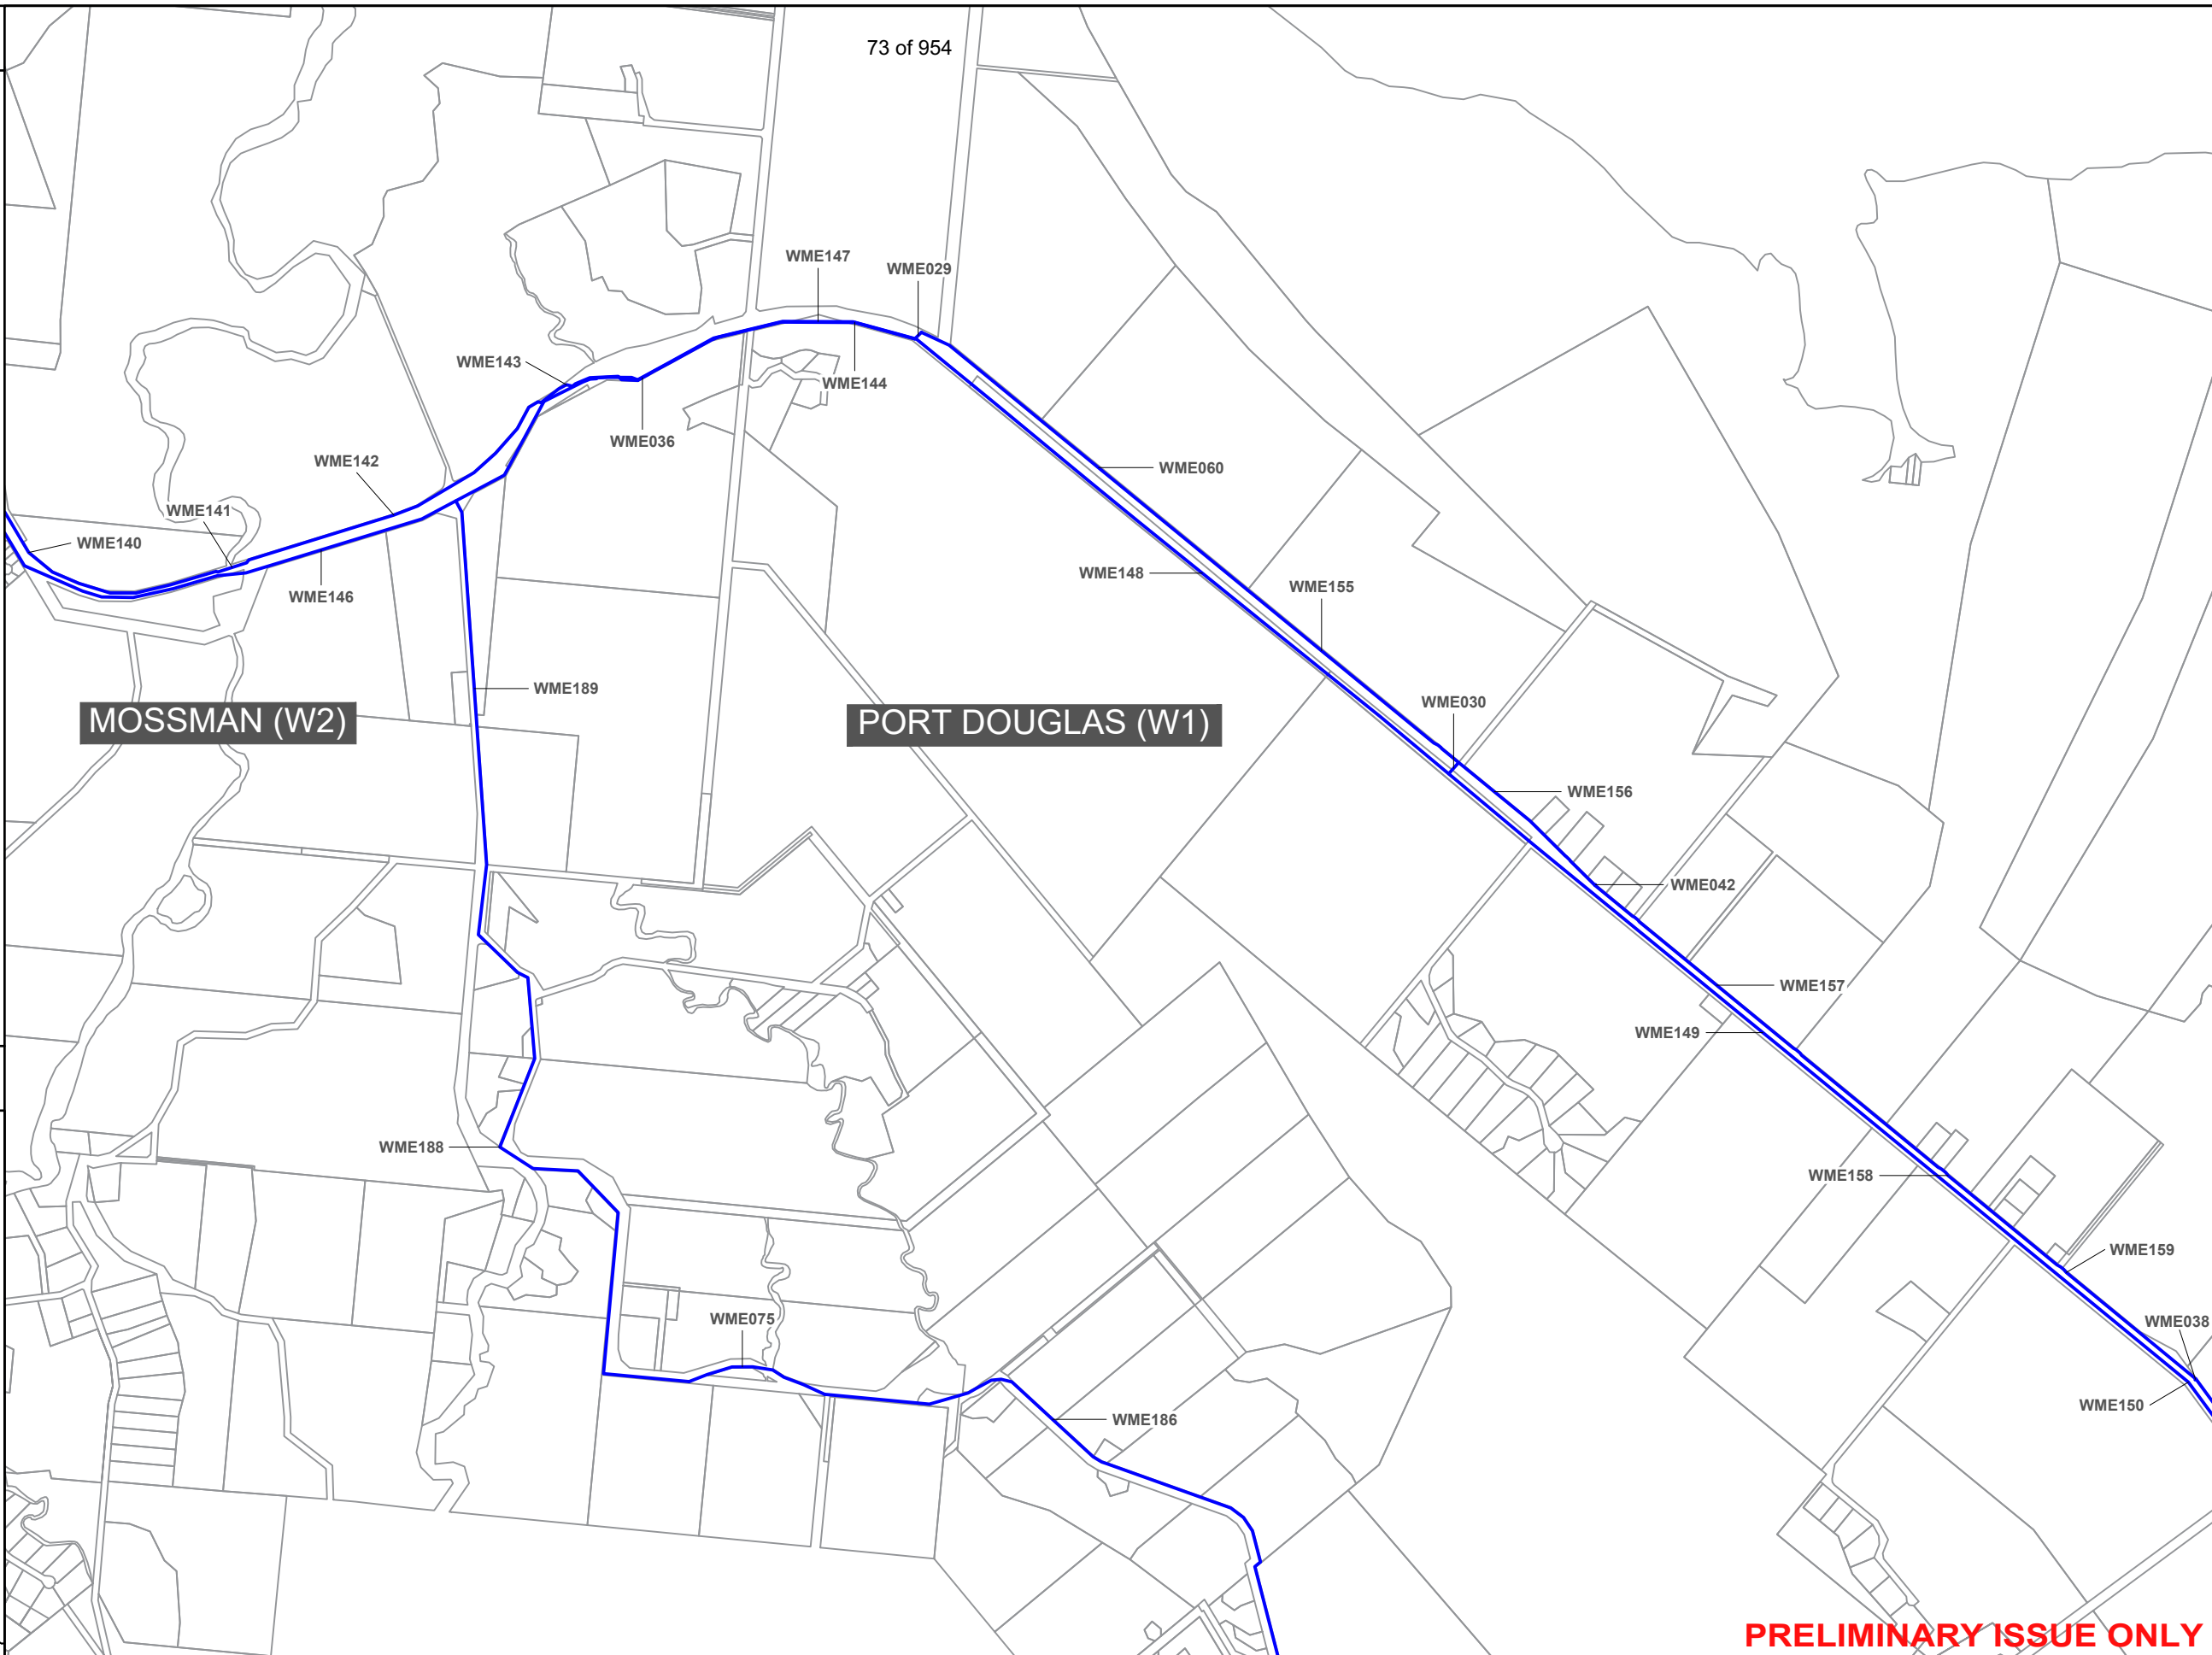 73 of 954
WME147
WME029
WME143
WME144
WME036
WME142
WME060
WME141
WME140
WME148
WME155
WME146
WME189
WME030
MOSSMAN (W2)
PORT DOUGLAS (W1)
WME156
WME042
WME157
WME149
WME188
WME158
WME159
WME075
WME038
WME150
WME186
PRELIMINARY ISSUE ONLY